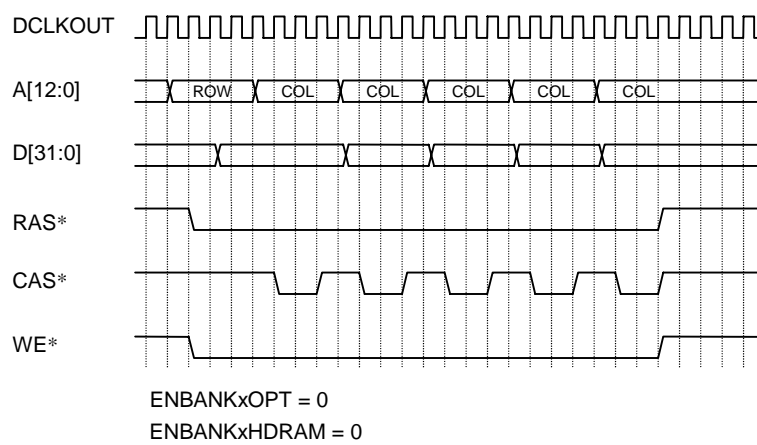 DCLKOUT
A[12:0]
ROW COL COL COL COL COL
D[31:0]
RAS*
CAS*
WE*
ENBANKxOPT = 0
ENBANKxHDRAM = 0